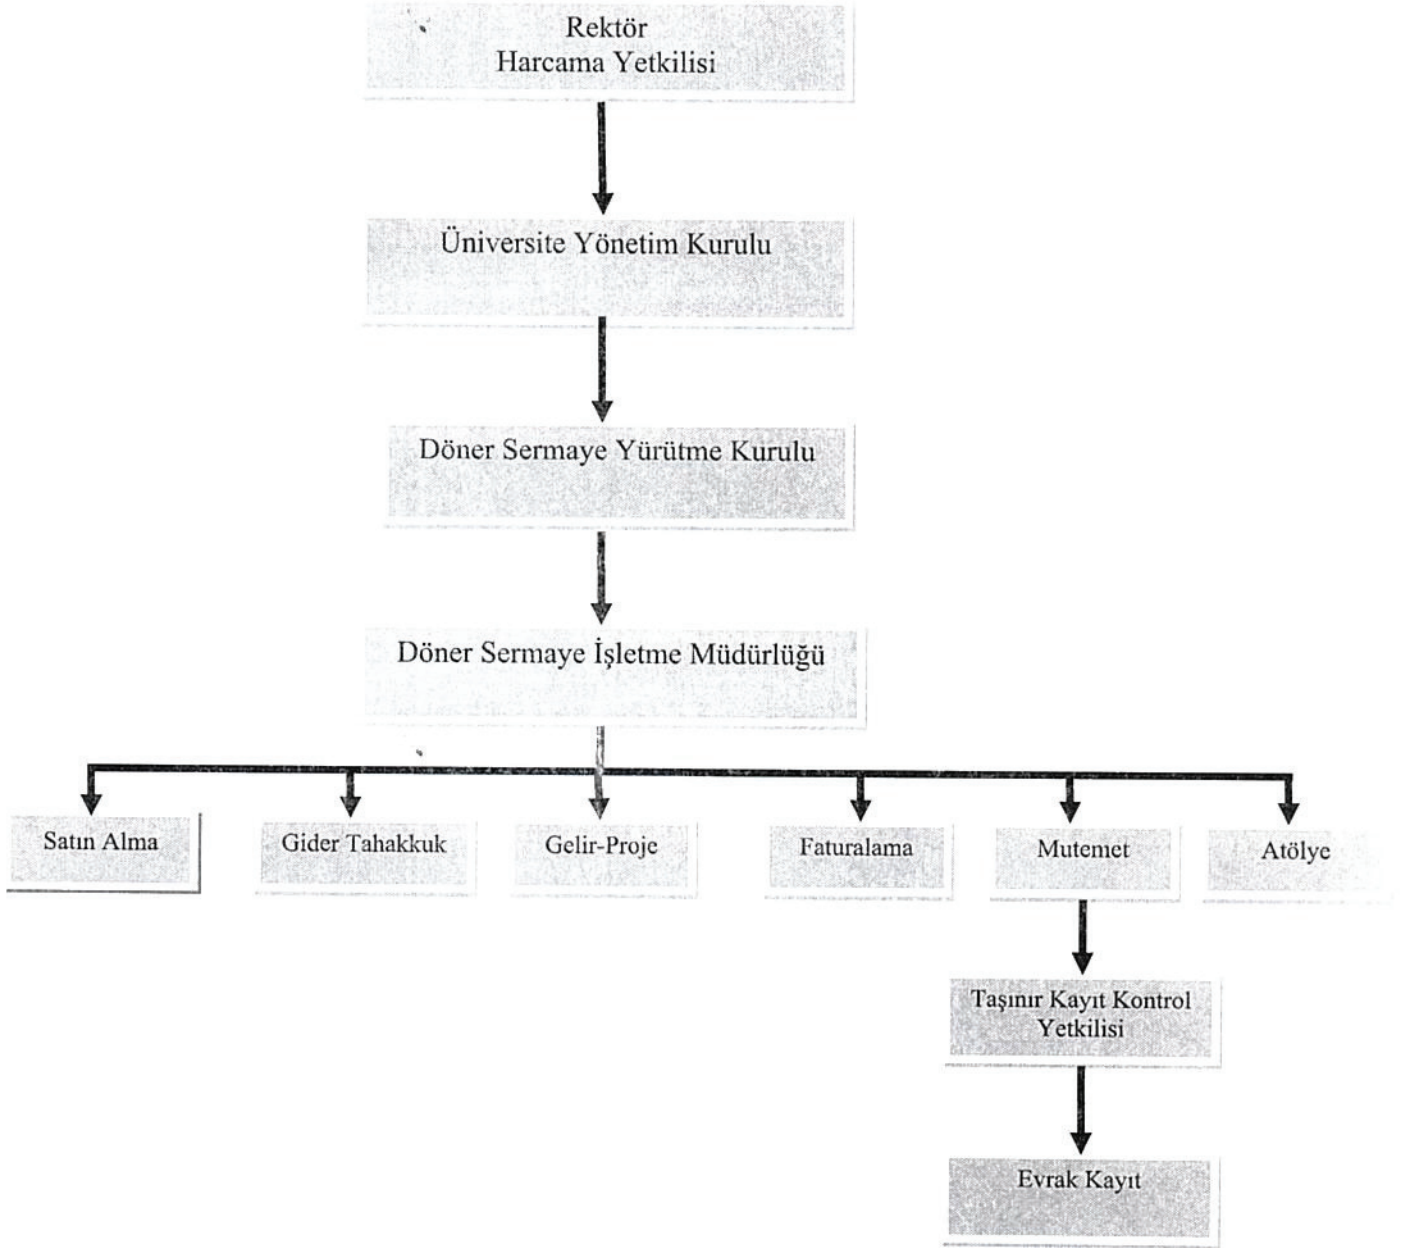 Rektör
Harcama Yetkilisi
Üniversite Yönetim Kurulu
Döner Sermaye Yürütme Kurulu
Döner Sermaye İşletme Müdürlüğü
Satın Alma
Gider Tahakkuk
Gelir-Proje
Faturalama
Mutemet
Atölye
Taşınır Kayıt Kontrol
Yetkilisi
Evrak Kayıt